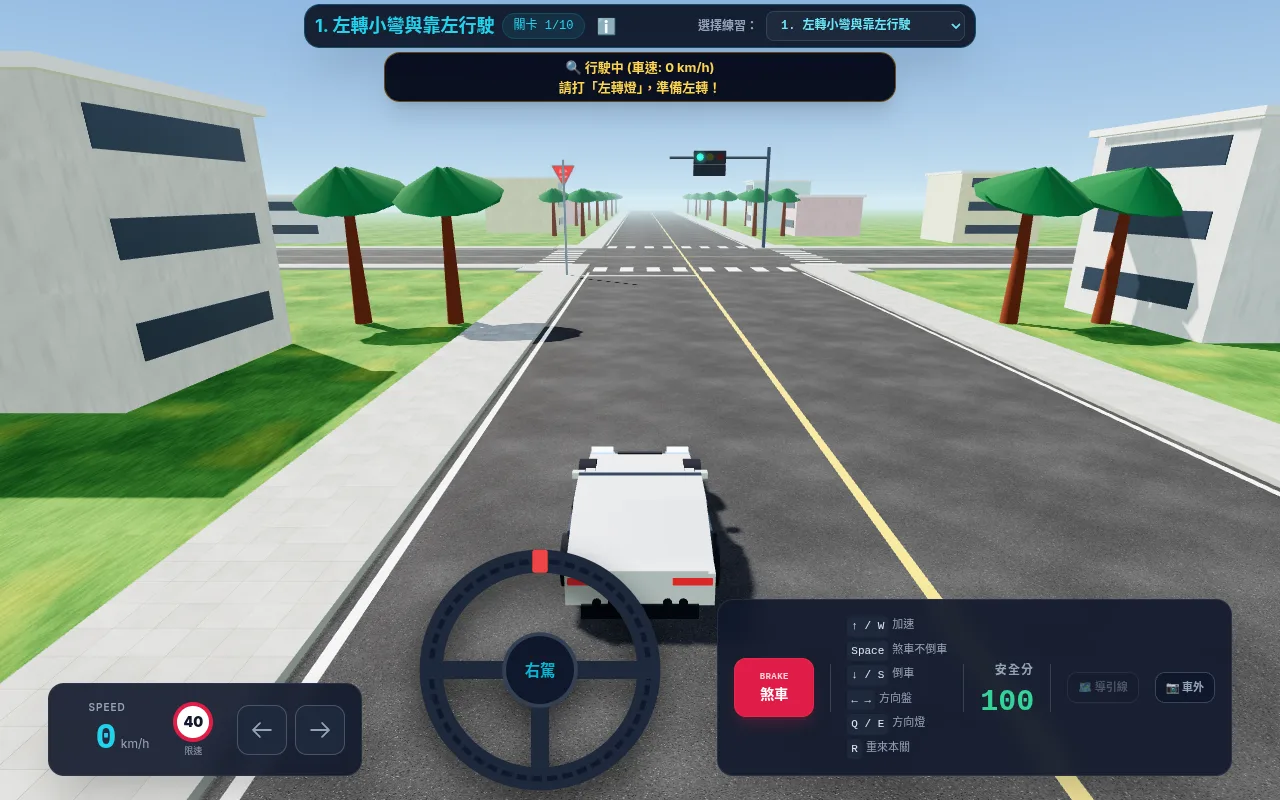 1. 左轉小彎與靠左行駛
關卡 1/10
選擇練習：
1. 左轉小彎與靠左行駛
行駛中 (車速: 0 km/h)
請打「左轉燈」，準備左轉！
右駕
SPEED
0 km/h
40
限速
BRAKE
煞車
↑ / W 加速
Space 煞車不倒車
↓ / S 倒車
← → 方向盤
Q / E 方向燈
R 重來本關
安全分
100
導引線
車外